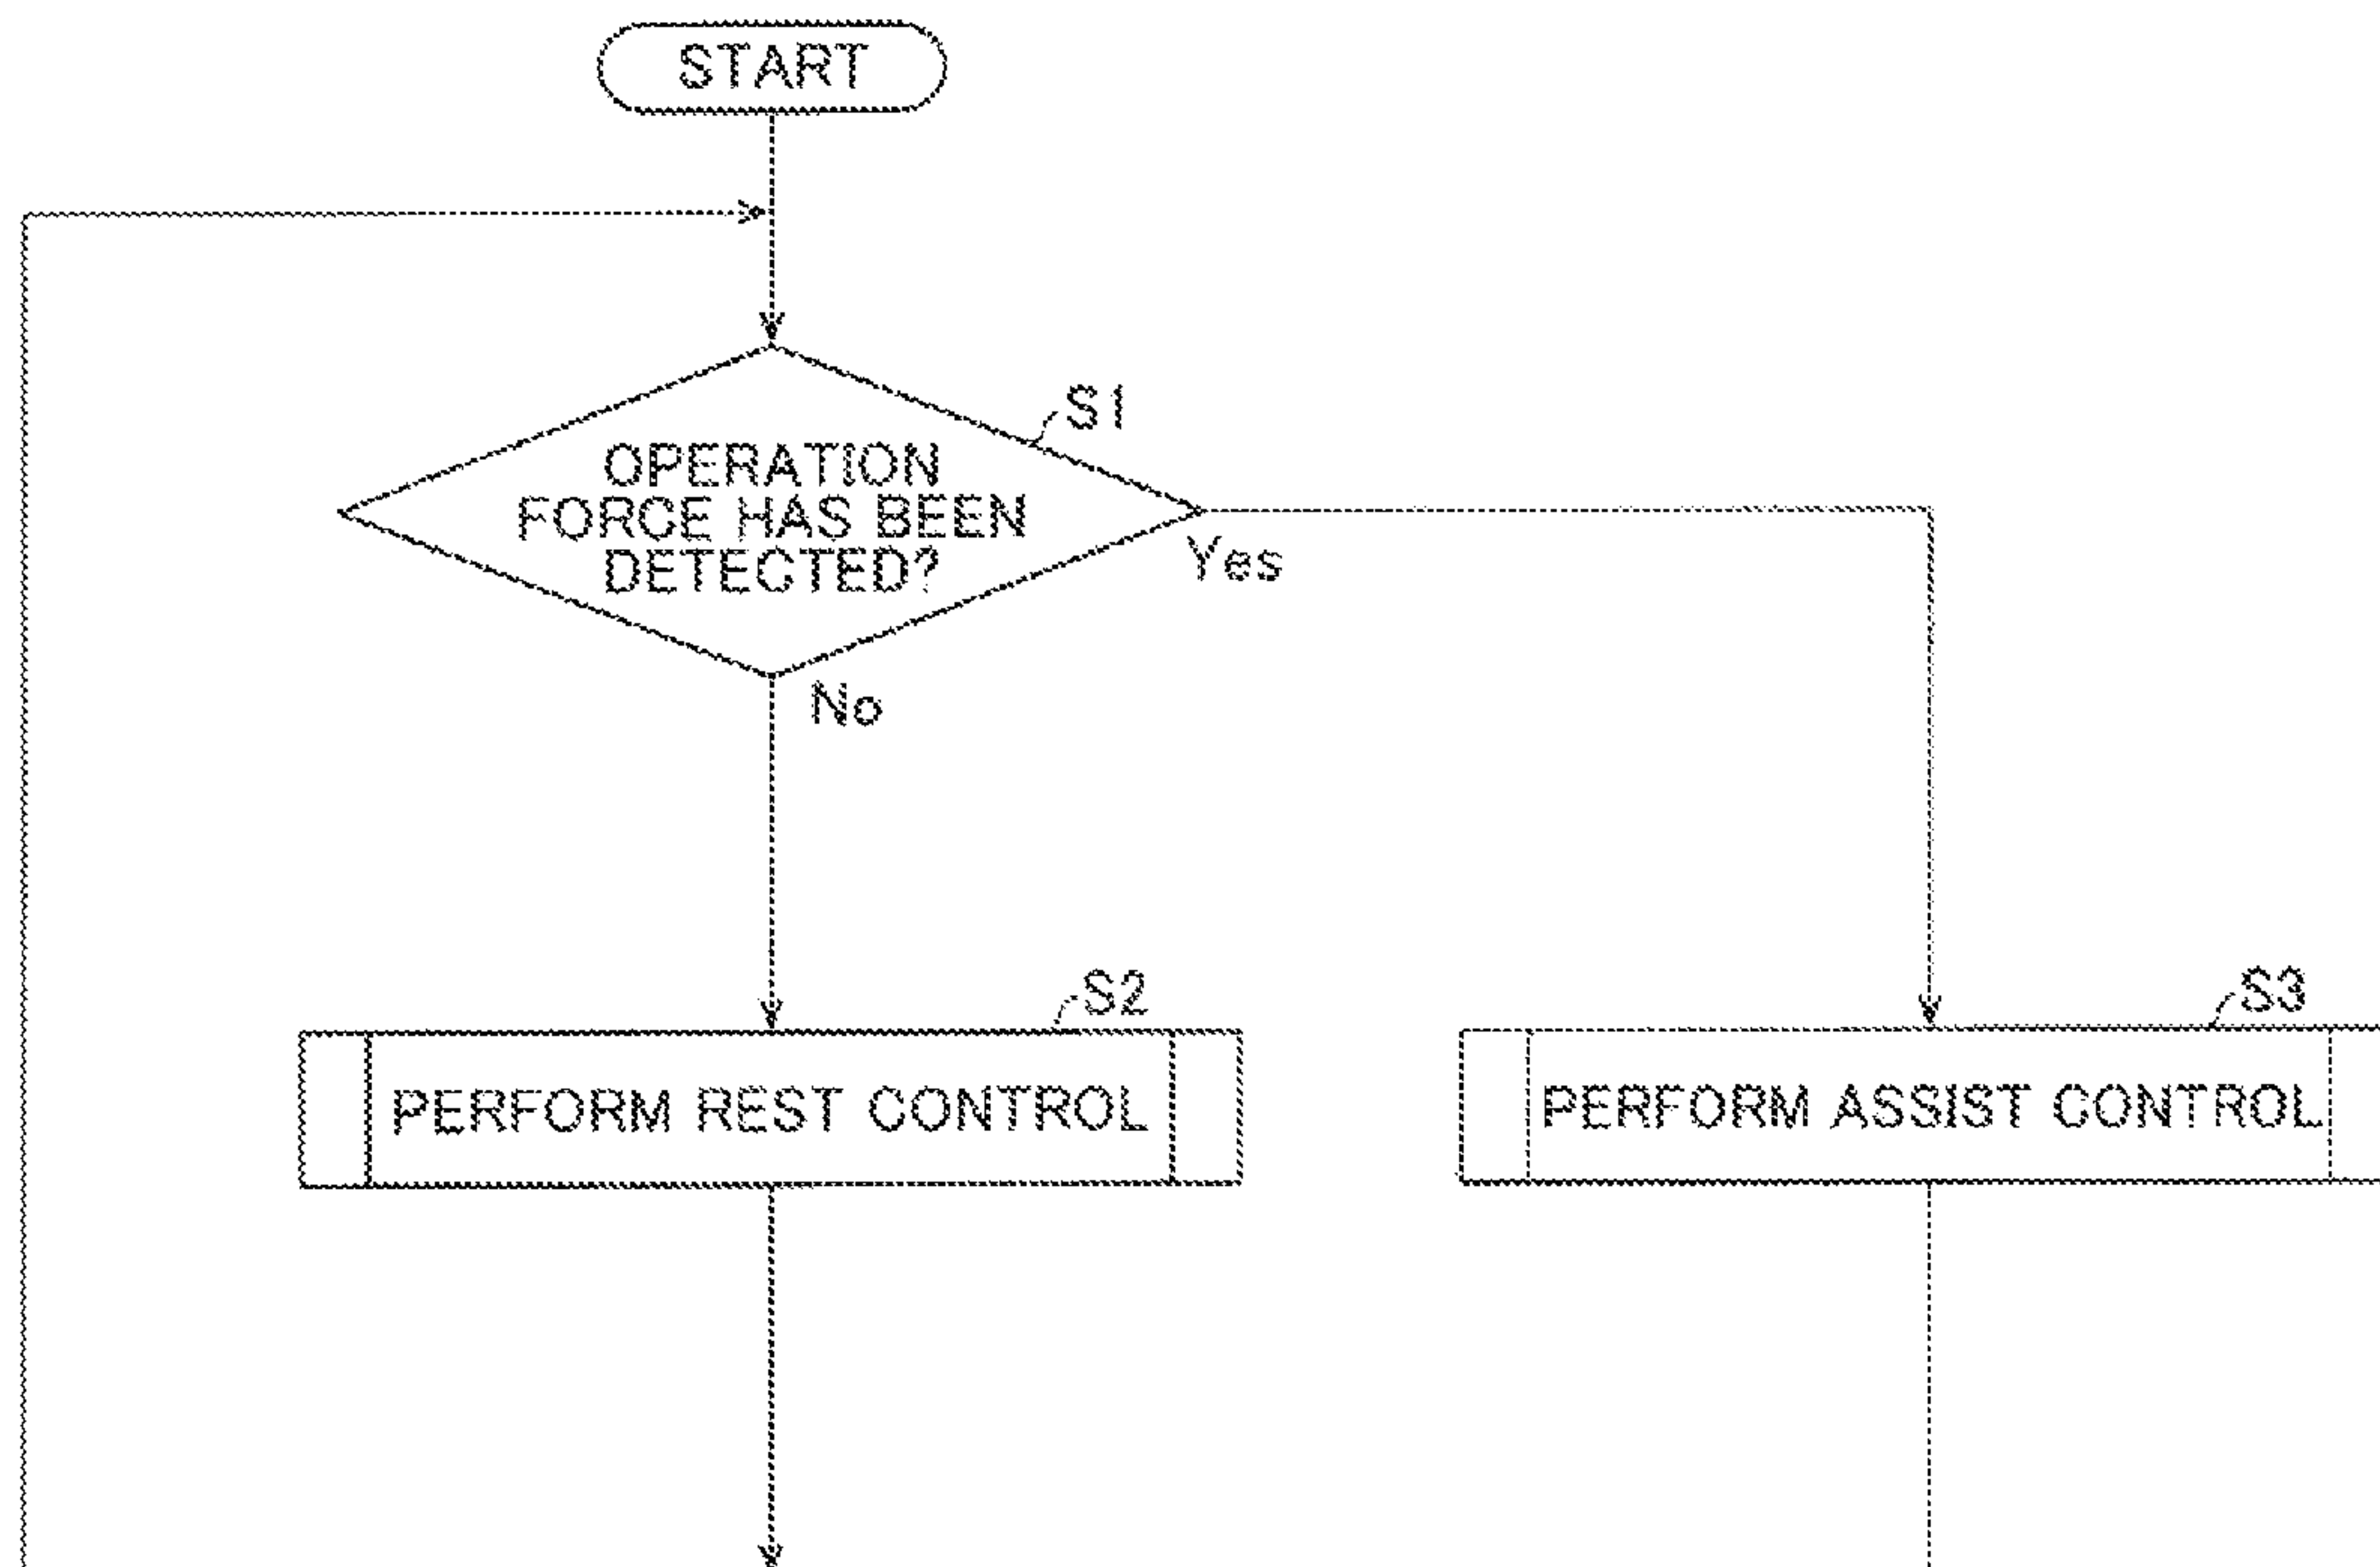 START
S1
OPERATION
FORCE HAS BEEN
DETECTED?
Yes
No
S2
PERFORM REST CONTROL
S3
PERFORM ASSIST CONTROL